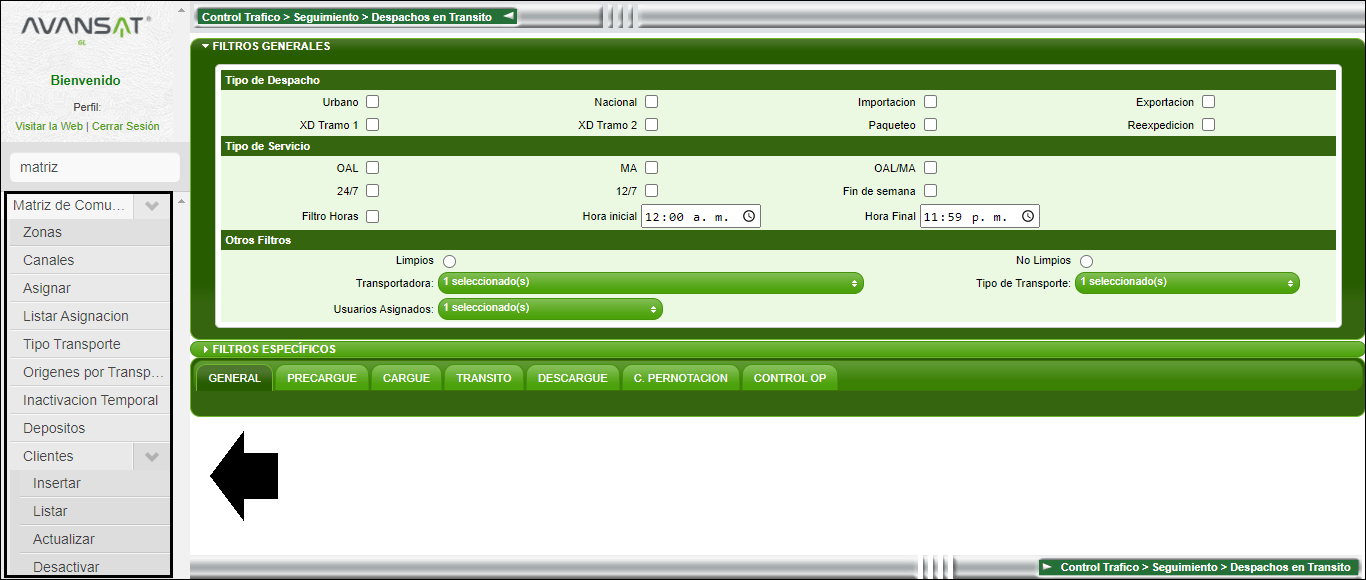 AVANSAT
GL
Bienvenido
Perfil:
Visitar la Web | Cerrar Sesión
matriz
Matriz de Comu...
Zonas
Canales
Asignar
Listar Asignacion
Tipo Transporte
Origenes por Transp...
Inactivacion Temporal
Depositos
Clientes
Insertar
Listar
Actualizar
Desactivar
Control Trafico > Seguimiento > Despachos en Transito
FILTROS GENERALES
Tipo de Despacho
Urbano Nacional Importacion Exportacion
XD Tramo 1 XD Tramo 2 Paqueteo Reexpedicion
Tipo de Servicio
OAL MA OAL/MA
24/7 12/7 Fin de semana
Filtro Horas Hora inicial 12:00 a. m. Hora Final 11:59 p. m.
Otros Filtros
Limpios No Limpios
Transportadora: 1 seleccionado(s) Tipo de Transporte: 1 seleccionado(s)
Usuarios Asignados: 1 seleccionado(s)
FILTROS ESPECÍFICOS
GENERAL PRECARGUE CARGUE TRANSITO DESCARGUE C. PERNOTACION CONTROL OP
Control Trafico > Seguimiento > Despachos en Transito